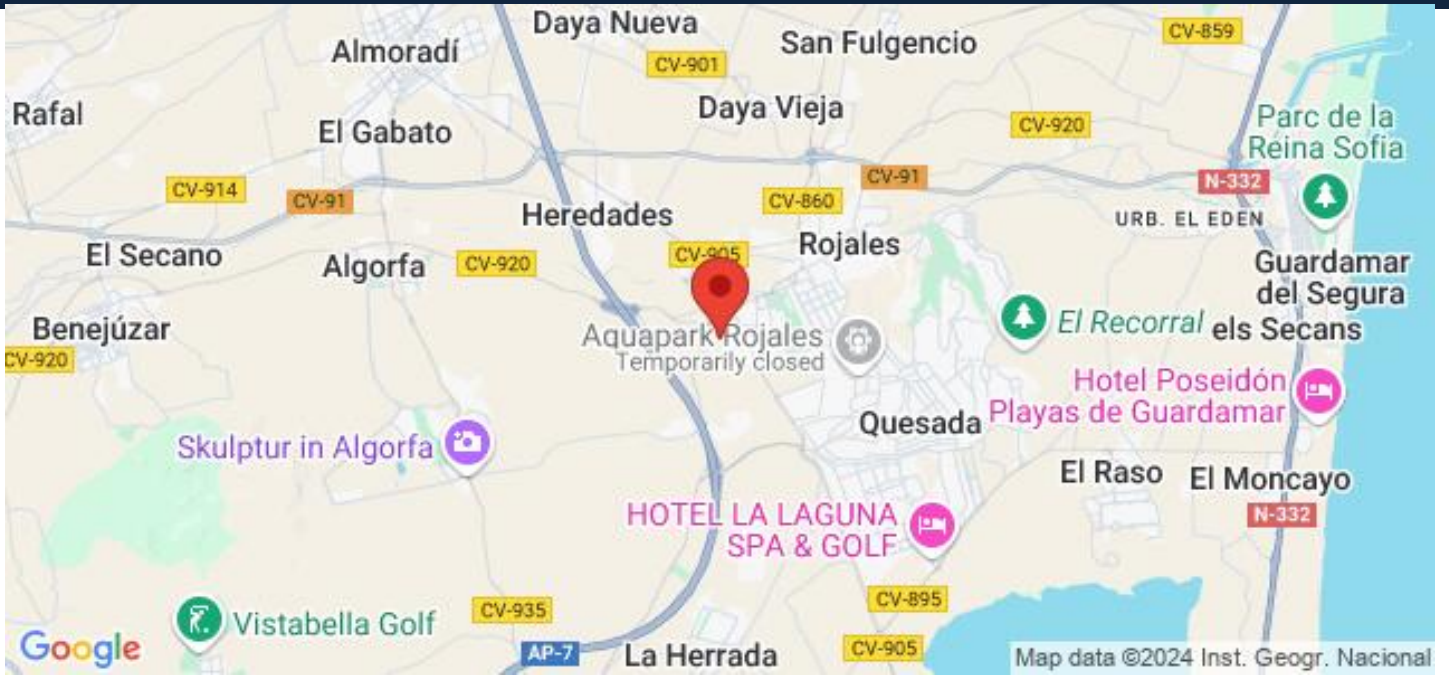 Daya Nueva
CV-859
Almoradí
San Fulgencio
CV-901
Rafal
Daya Vieja
Parc de la
Reina Sofia
El Gabato
CV-920
CV-914
CV-91
CV-91
N-332
CV-860
Heredades
URB. EL EDEN
El Secano
Algorfa
CV-920
CV-905
Rojales
Guardamar
del Segura
Benejúzar
CV-920
Aquapark Rojales
Temporarily closed
El Recorral
els Secans
Hotel Poseidón
Playas de Guardamar
Quesada
Skulptur in Algorfa
El Raso
El Moncayo
HOTEL LA LAGUNA
SPA & GOLF
N-332
Vistabella Golf
CV-935
CV-895
Google
AP-7
La Herrada
CV-905
Map data ©2024 Inst. Geogr. Nacional